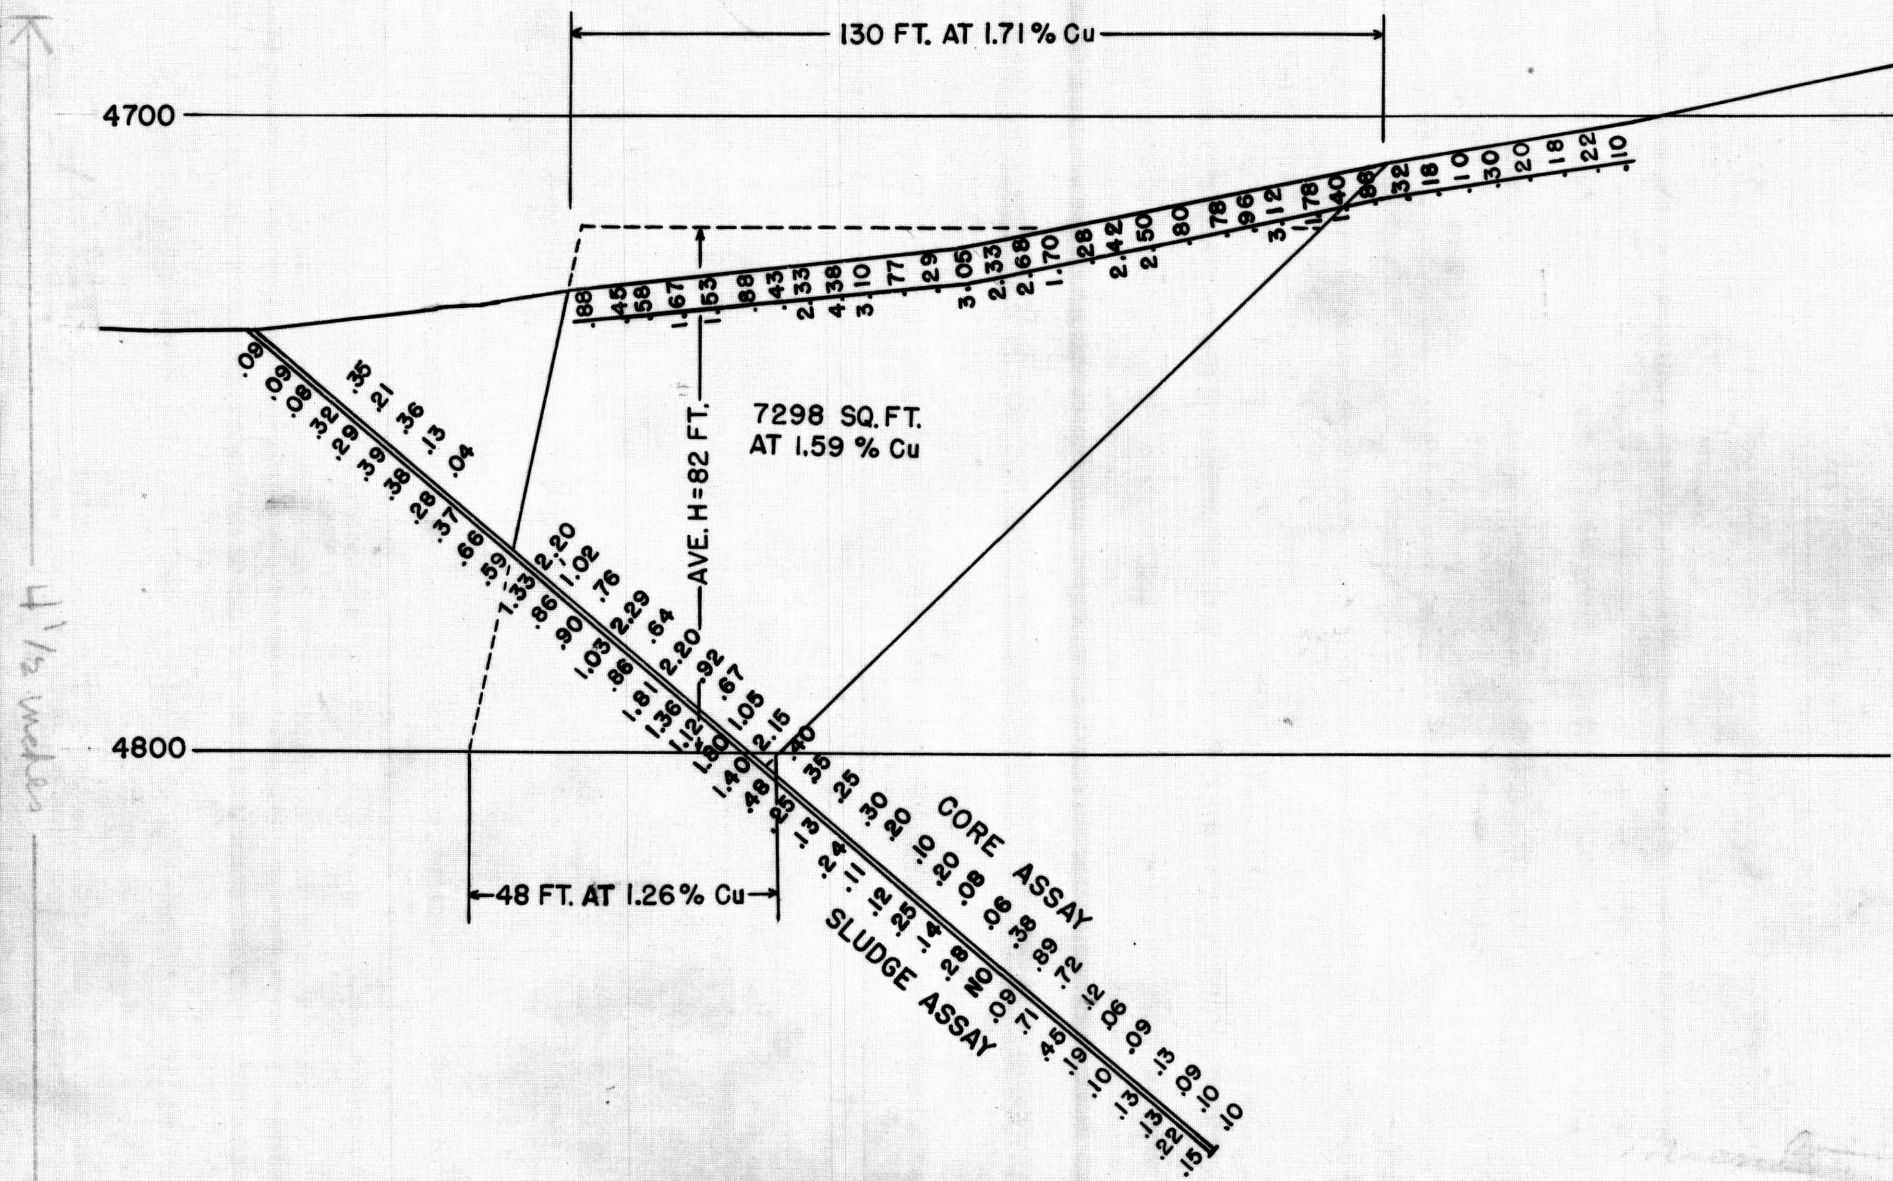 130 FT. AT 1.71% Cu
4700
.88 .45 .58 1.67 1.53 .88 .43 2.33 4.38 3.10 .77 .29 3.05 2.33 2.68 1.70 .28 2.42 2.50 .80 .78 .96 3.12 1.78 1.40 .88 .32 .18 .10 .30 .20 .18 .22 .10
AVE. H=82 FT.
7298 SQ. FT.
AT 1.59 % Cu
.35 .21 .36 .13 .04
2.20 1.02 .76 2.29 .64 2.20 .92 .67 1.05 2.15 .40 .35 .25 .30 .20 .10 .20 .08 .06 .38 .89 .72 .12 .06 .09 .13 .09 .10 .10
.09 .09 .08 .32 .29 .39 .38 .28 .37 .66 .59 1.33 .86 .90 1.03 .86 1.81 1.36 1.12 1.80 1.40 .48 .25 .13 .24 .11 .12 .25 .14 .28 NO .09 .71 .45 .19 .10 .13 .13 .22 .15
4800
CORE ASSAY
SLUDGE ASSAY
48 FT. AT 1.26% Cu
4 1/2 inches